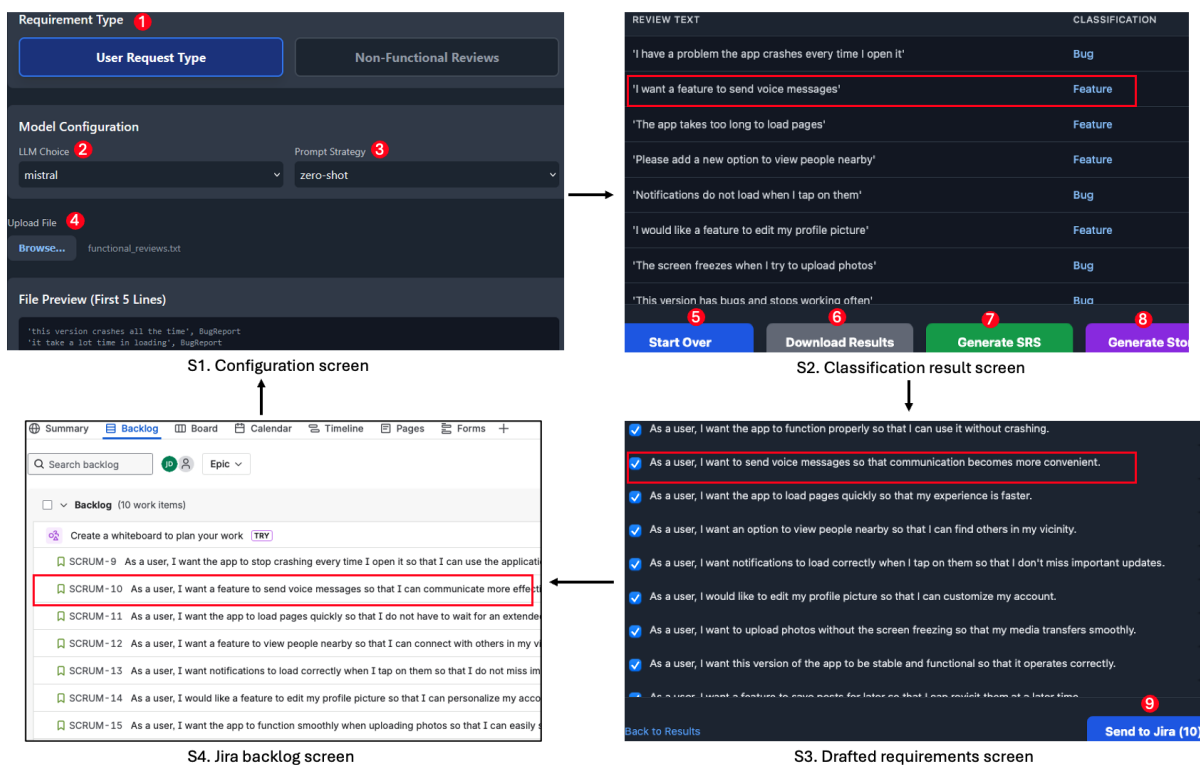 Requirement Type 1
User Request Type
Non-Functional Reviews
Model Configuration
LLM Choice 2
Prompt Strategy 3
mistral
zero-shot
Upload File 4
Browse...
functional_reviews.txt
File Preview (First 5 Lines)
'this version crashes all the time', BugReport
'it take a lot time in loading', BugReport
S1. Configuration screen
REVIEW TEXT
CLASSIFICATION
'I have a problem the app crashes every time I open it'
Bug
'I want a feature to send voice messages'
Feature
'The app takes too long to load pages'
Feature
'Please add a new option to view people nearby'
Feature
'Notifications do not load when I tap on them'
Bug
'I would like a feature to edit my profile picture'
Feature
'The screen freezes when I try to upload photos'
Bug
'This version has bugs and stops working often'
Bug
5
6
7
8
Start Over
Download Results
Generate SRS
Generate Stor
S2. Classification result screen
As a user, I want the app to function properly so that I can use it without crashing.
As a user, I want to send voice messages so that communication becomes more convenient.
As a user, I want the app to load pages quickly so that my experience is faster.
As a user, I want an option to view people nearby so that I can find others in my vicinity.
As a user, I want notifications to load correctly when I tap on them so that I don't miss important updates.
As a user, I would like to edit my profile picture so that I can customize my account.
As a user, I want to upload photos without the screen freezing so that my media transfers smoothly.
As a user, I want this version of the app to be stable and functional so that it operates correctly.
As a user, I want a feature to save posts for later so that I can revisit them at a later time.
9
Back to Results
Send to Jira (10)
S3. Drafted requirements screen
Summary
Backlog
Board
Calendar
Timeline
Pages
Forms
Search backlog
JD
Epic
Backlog (10 work items)
Create a whiteboard to plan your work TRY
SCRUM-9 As a user, I want the app to stop crashing every time I open it so that I can use the applicati
SCRUM-10 As a user, I want a feature to send voice messages so that I can communicate more effecti
SCRUM-11 As a user, I want the app to load pages quickly so that I do not have to wait for an extende
SCRUM-12 As a user, I want a feature to view people nearby so that I can connect with others in my vi
SCRUM-13 As a user, I want notifications to load correctly when I tap on them so that I do not miss im
SCRUM-14 As a user, I would like a feature to edit my profile picture so that I can personalize my acco
SCRUM-15 As a user, I want the app to function smoothly when uploading photos so that I can easily s
S4. Jira backlog screen